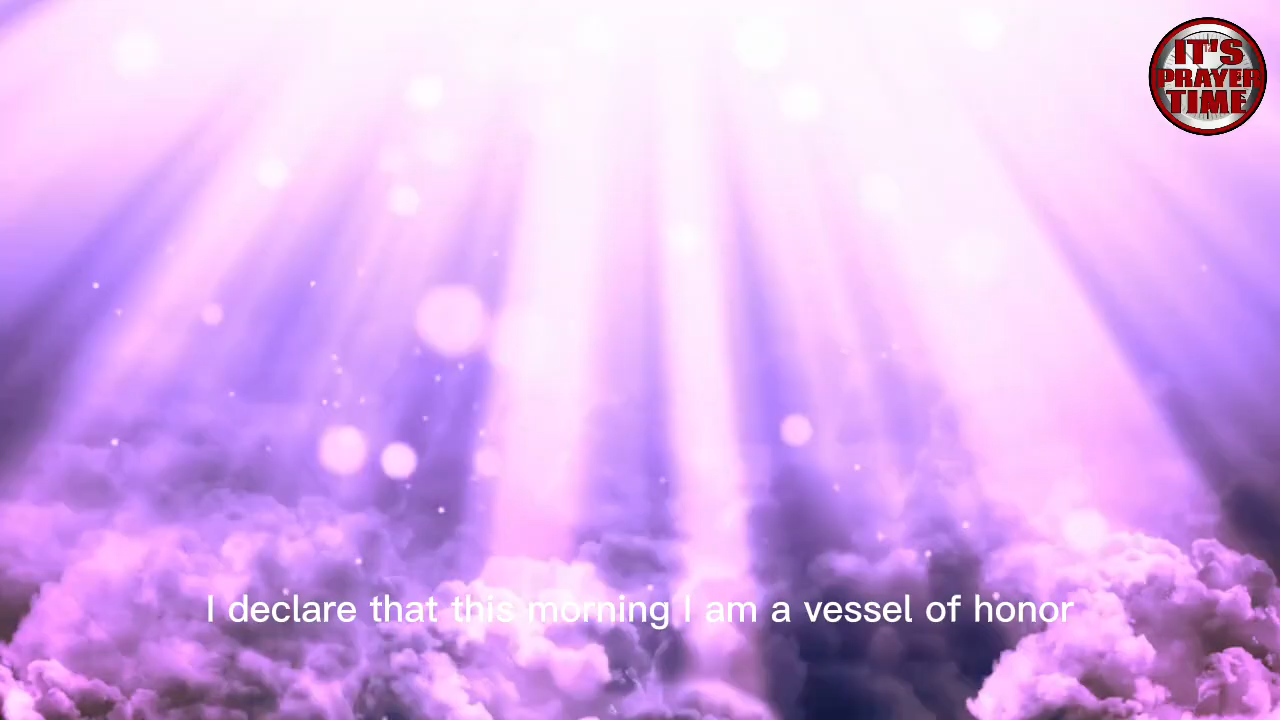 IT'S
PRAYER
TIME
I declare that this morning I am a vessel of honor